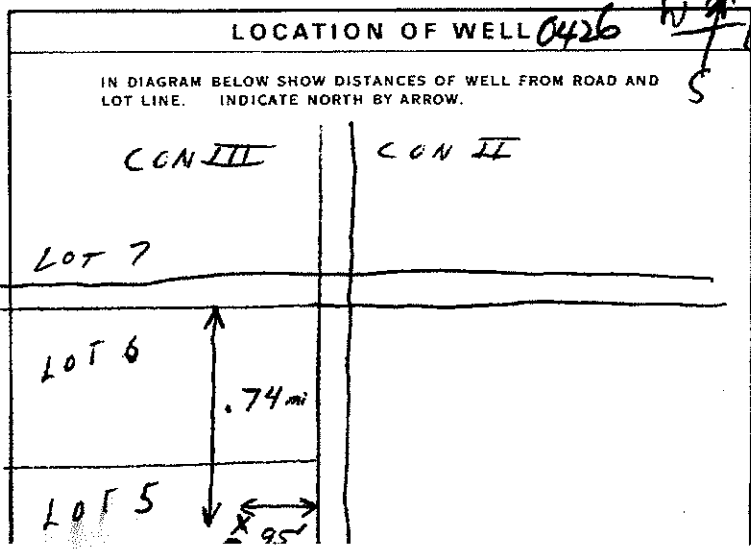 LOCATION OF WELL 0426
S
IN DIAGRAM BELOW SHOW DISTANCES OF WELL FROM ROAD AND
LOT LINE. INDICATE NORTH BY ARROW.
CON III CON II
LOT 7
LOT 6
.74 mi
LOT 5
X 95'